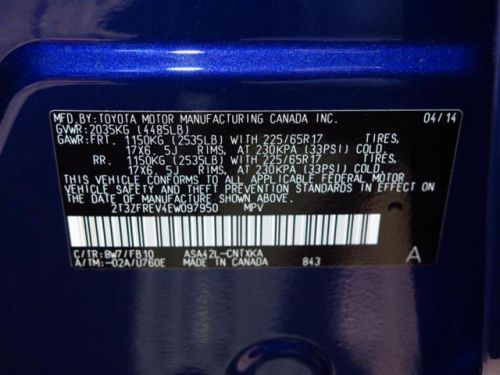 MFD.BY:TOYOTA MOTOR MANUFACTURING CANADA INC. 04/14
GVWR:2035KG (4485LB)
GAWR:FRT. 1150KG (2535LB) WITH 225/65R17 TIRES,
17X6.5J RIMS, AT 230KPA (33PSI) COLD.
RR. 1150KG (2535LB) WITH 225/65R17 TIRES,
17X6.5J RIMS, AT 230KPA (33PSI) COLD.
THIS VEHICLE CONFORMS TO ALL APPLICABLE FEDERAL MOTOR
VEHICLE SAFETY AND BUMPER STANDARDS IN EFFECT ON THE
DATE OF MANUFACTURE SHOWN ABOVE.
2T3ZFREV4EW097950 MPV
C/TR:8W7/FB10 ASA42L-CNTXKA
A/TM:-02A/U760E MADE IN CANADA 843 A